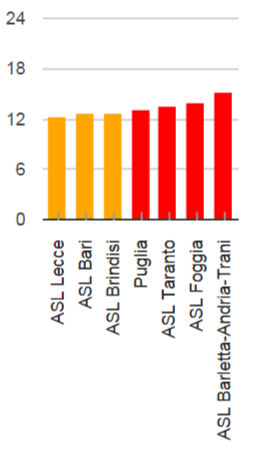 24
18
12
6
0
ASL Lecce
ASL Bari
ASL Brindisi
Puglia
ASL Taranto
ASL Foggia
ASL Barletta-Andria-Trani